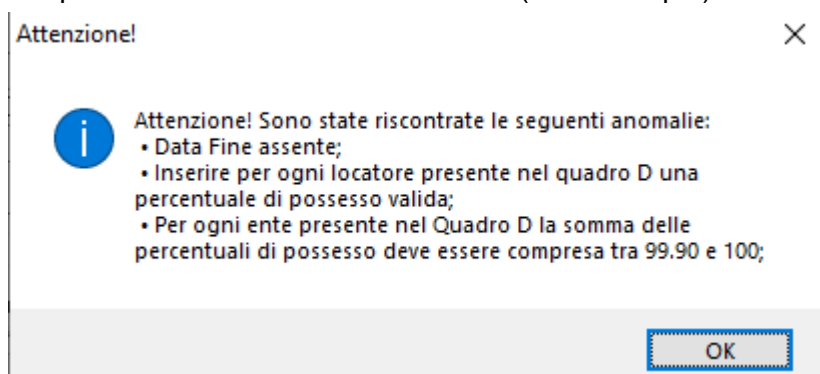 Attenzione!
Attenzione! Sono state riscontrate le seguenti anomalie:
• Data Fine assente;
• Inserire per ogni locatore presente nel quadro D una
percentuale di possesso valida;
• Per ogni ente presente nel Quadro D la somma delle
percentuali di possesso deve essere compresa tra 99.90 e 100;
OK